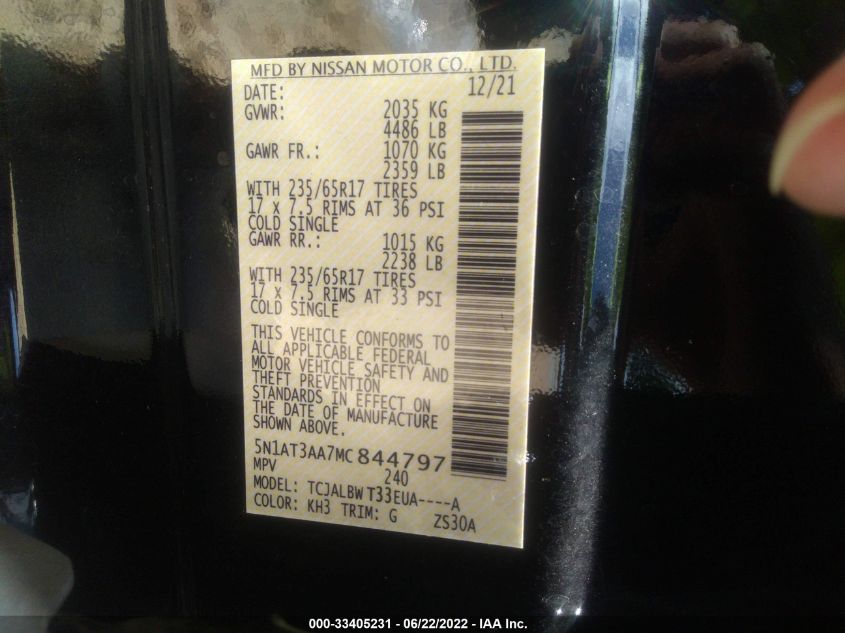 MFD BY NISSAN MOTOR CO., LTD.
DATE: 12/21
GVWR: 2035 KG
4486 LB
GAWR FR.: 1070 KG
2359 LB
WITH 235/65R17 TIRES
17 x 7.5 RIMS AT 36 PSI
COLD SINGLE
GAWR RR.: 1015 KG
2238 LB
WITH 235/65R17 TIRES
17 x 7.5 RIMS AT 33 PSI
COLD SINGLE
THIS VEHICLE CONFORMS TO
ALL APPLICABLE FEDERAL
MOTOR VEHICLE SAFETY AND
THEFT PREVENTION
STANDARDS IN EFFECT ON
THE DATE OF MANUFACTURE
SHOWN ABOVE.
5N1AT3AA7MC 844797
MPV 240
MODEL: TCJALBW T33EUA----A
COLOR: KH3 TRIM: G ZS30A
000-33405231 - 06/22/2022 - IAA Inc.